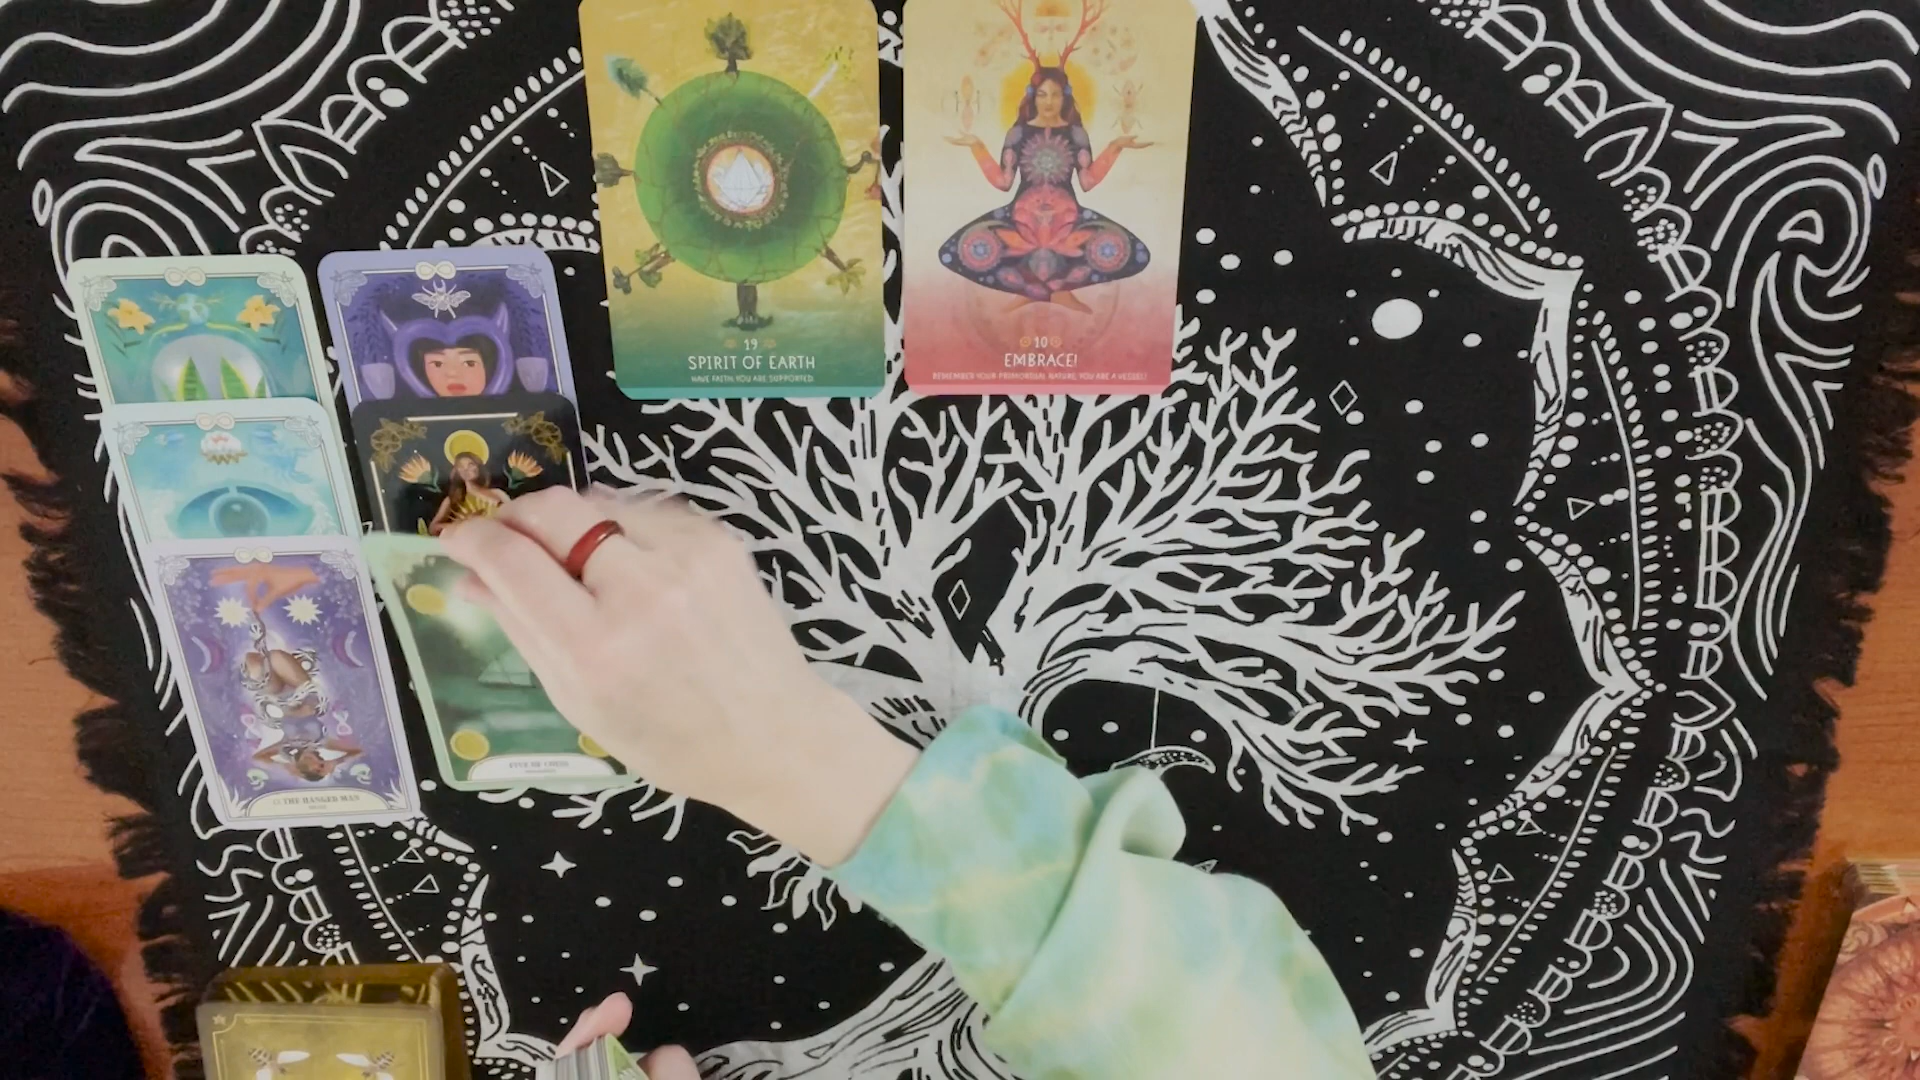 19
SPIRIT OF EARTH
HAVE FAITH, YOU ARE SUPPORTED
10
EMBRACE!
REMEMBER YOUR PRIMORDIAL NATURE, YOU ARE A VESSEL!
THE HANGED MAN
FIVE OF